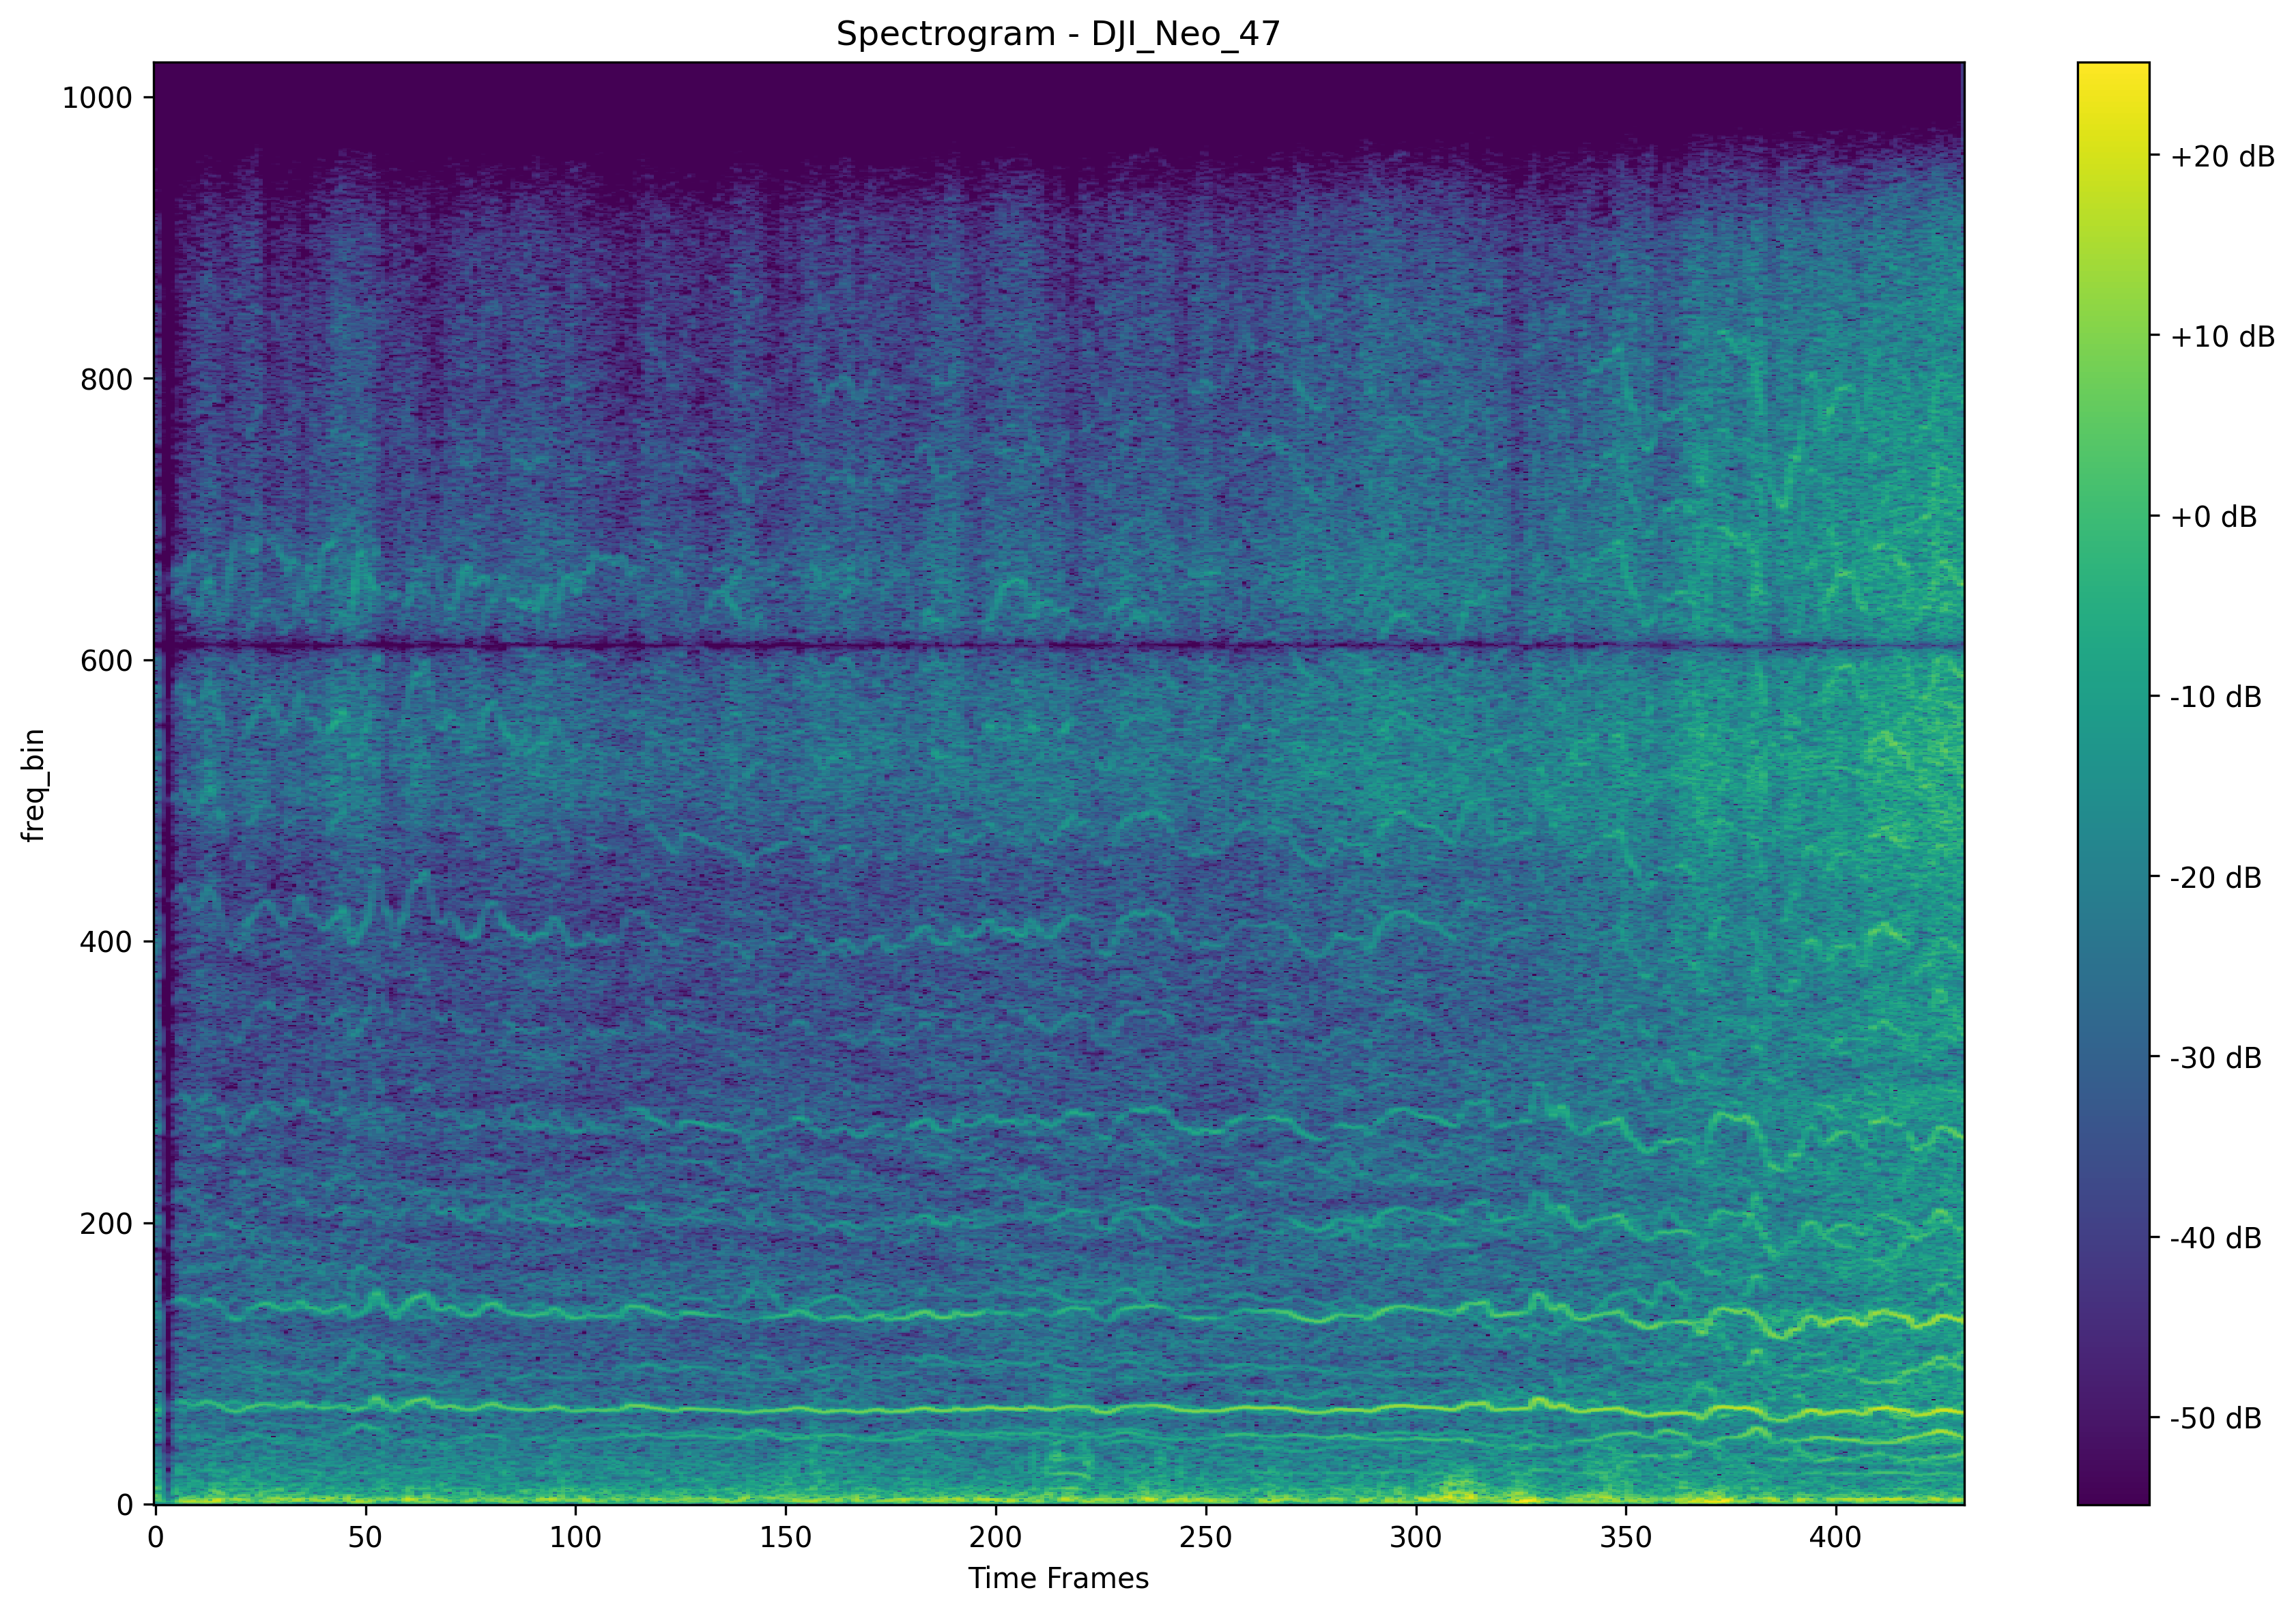 Spectrogram - DJI_Neo_47
1000
800
600
400
200
0
freq_bin
0 50 100 150 200 250 300 350 400
Time Frames
+20 dB
+10 dB
+0 dB
-10 dB
-20 dB
-30 dB
-40 dB
-50 dB